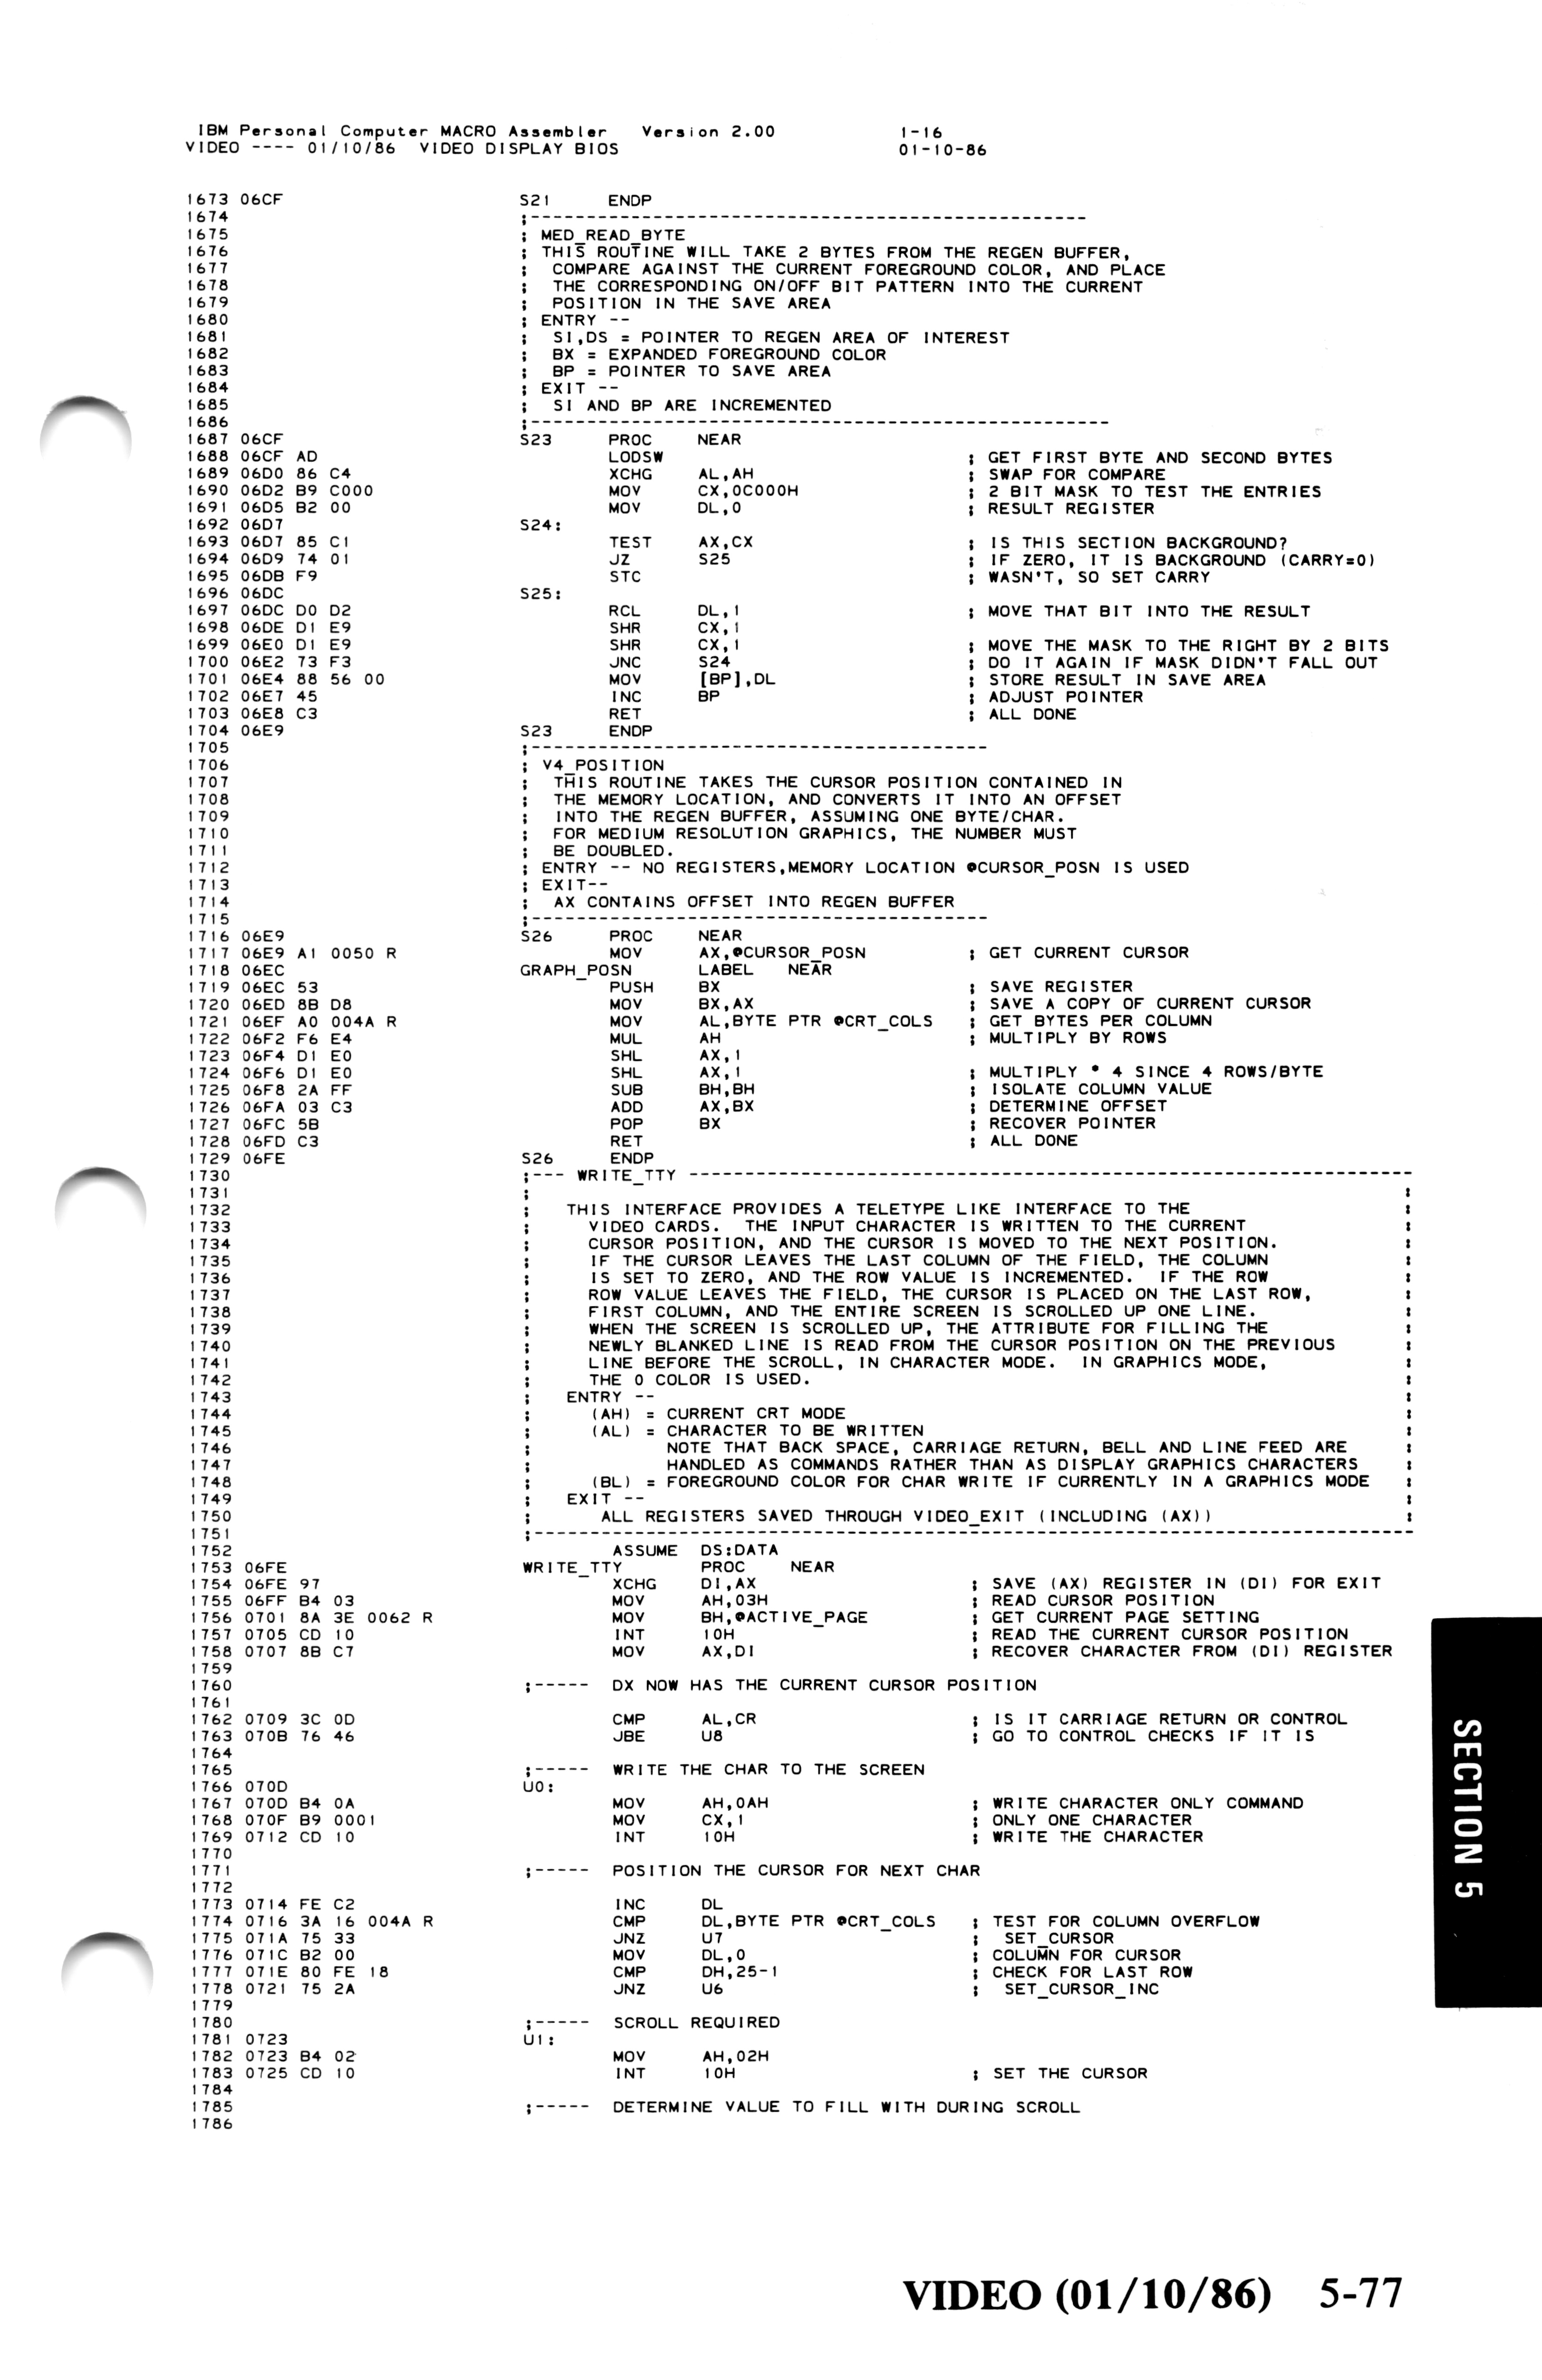 IBM Personal Computer MACRO Assembler   Version 2.00             1-16
VIDEO ---- 01/10/86  VIDEO DISPLAY BIOS                          01-10-86
1673 06CF                    S21     ENDP
1674                         ;--------------------------------------------------
1675                         ; MED_READ_BYTE
1676                         ; THIS ROUTINE WILL TAKE 2 BYTES FROM THE REGEN BUFFER,
1677                         ;  COMPARE AGAINST THE CURRENT FOREGROUND COLOR, AND PLACE
1678                         ;  THE CORRESPONDING ON/OFF BIT PATTERN INTO THE CURRENT
1679                         ;  POSITION IN THE SAVE AREA
1680                         ; ENTRY --
1681                         ;  SI,DS = POINTER TO REGEN AREA OF INTEREST
1682                         ;  BX = EXPANDED FOREGROUND COLOR
1683                         ;  BP = POINTER TO SAVE AREA
1684                         ; EXIT --
1685                         ;  SI AND BP ARE INCREMENTED
1686                         ;----------------------------------------------------
1687 06CF                    S23     PROC    NEAR
1688 06CF AD                         LODSW                           ; GET FIRST BYTE AND SECOND BYTES
1689 06D0 86 C4                      XCHG    AL,AH                   ; SWAP FOR COMPARE
1690 06D2 B9 C000                    MOV     CX,0C000H               ; 2 BIT MASK TO TEST THE ENTRIES
1691 06D5 B2 00                      MOV     DL,0                    ; RESULT REGISTER
1692 06D7                    S24:
1693 06D7 85 C1                      TEST    AX,CX                   ; IS THIS SECTION BACKGROUND?
1694 06D9 74 01                      JZ      S25                     ; IF ZERO, IT IS BACKGROUND (CARRY=0)
1695 06DB F9                         STC                             ; WASN'T, SO SET CARRY
1696 06DC                    S25:
1697 06DC D0 D2                      RCL     DL,1                    ; MOVE THAT BIT INTO THE RESULT
1698 06DE D1 E9                      SHR     CX,1
1699 06E0 D1 E9                      SHR     CX,1                    ; MOVE THE MASK TO THE RIGHT BY 2 BITS
1700 06E2 73 F3                      JNC     S24                     ; DO IT AGAIN IF MASK DIDN'T FALL OUT
1701 06E4 88 56 00                   MOV     [BP],DL                 ; STORE RESULT IN SAVE AREA
1702 06E7 45                         INC     BP                      ; ADJUST POINTER
1703 06E8 C3                         RET                             ; ALL DONE
1704 06E9                    S23     ENDP
1705                         ;-----------------------------------------
1706                         ; V4_POSITION
1707                         ;  THIS ROUTINE TAKES THE CURSOR POSITION CONTAINED IN
1708                         ;  THE MEMORY LOCATION, AND CONVERTS IT INTO AN OFFSET
1709                         ;  INTO THE REGEN BUFFER, ASSUMING ONE BYTE/CHAR.
1710                         ;  FOR MEDIUM RESOLUTION GRAPHICS, THE NUMBER MUST
1711                         ;  BE DOUBLED.
1712                         ; ENTRY -- NO REGISTERS,MEMORY LOCATION @CURSOR_POSN IS USED
1713                         ; EXIT--
1714                         ;  AX CONTAINS OFFSET INTO REGEN BUFFER
1715                         ;-----------------------------------------
1716 06E9                    S26     PROC    NEAR
1717 06E9 A1 0050 R                  MOV     AX,@CURSOR_POSN         ; GET CURRENT CURSOR
1718 06EC                    GRAPH_POSN      LABEL   NEAR
1719 06EC 53                         PUSH    BX                      ; SAVE REGISTER
1720 06ED 8B D8                      MOV     BX,AX                   ; SAVE A COPY OF CURRENT CURSOR
1721 06EF A0 004A R                  MOV     AL,BYTE PTR @CRT_COLS   ; GET BYTES PER COLUMN
1722 06F2 F6 E4                      MUL     AH                      ; MULTIPLY BY ROWS
1723 06F4 D1 E0                      SHL     AX,1
1724 06F6 D1 E0                      SHL     AX,1                    ; MULTIPLY * 4 SINCE 4 ROWS/BYTE
1725 06F8 2A FF                      SUB     BH,BH                   ; ISOLATE COLUMN VALUE
1726 06FA 03 C3                      ADD     AX,BX                   ; DETERMINE OFFSET
1727 06FC 5B                         POP     BX                      ; RECOVER POINTER
1728 06FD C3                         RET                             ; ALL DONE
1729 06FE                    S26     ENDP
1730                         ;--- WRITE_TTY -----------------------------------------------------------------
1731                         ;                                                                              :
1732                         ;   THIS INTERFACE PROVIDES A TELETYPE LIKE INTERFACE TO THE                   :
1733                         ;     VIDEO CARDS.  THE INPUT CHARACTER IS WRITTEN TO THE CURRENT              :
1734                         ;     CURSOR POSITION, AND THE CURSOR IS MOVED TO THE NEXT POSITION.           :
1735                         ;     IF THE CURSOR LEAVES THE LAST COLUMN OF THE FIELD, THE COLUMN            :
1736                         ;     IS SET TO ZERO, AND THE ROW VALUE IS INCREMENTED.  IF THE ROW            :
1737                         ;     ROW VALUE LEAVES THE FIELD, THE CURSOR IS PLACED ON THE LAST ROW,        :
1738                         ;     FIRST COLUMN, AND THE ENTIRE SCREEN IS SCROLLED UP ONE LINE.             :
1739                         ;     WHEN THE SCREEN IS SCROLLED UP, THE ATTRIBUTE FOR FILLING THE            :
1740                         ;     NEWLY BLANKED LINE IS READ FROM THE CURSOR POSITION ON THE PREVIOUS      :
1741                         ;     LINE BEFORE THE SCROLL, IN CHARACTER MODE.  IN GRAPHICS MODE,            :
1742                         ;     THE 0 COLOR IS USED.                                                     :
1743                         ;   ENTRY --                                                                   :
1744                         ;     (AH) = CURRENT CRT MODE                                                  :
1745                         ;     (AL) = CHARACTER TO BE WRITTEN                                           :
1746                         ;            NOTE THAT BACK SPACE, CARRIAGE RETURN, BELL AND LINE FEED ARE     :
1747                         ;            HANDLED AS COMMANDS RATHER THAN AS DISPLAY GRAPHICS CHARACTERS    :
1748                         ;     (BL) = FOREGROUND COLOR FOR CHAR WRITE IF CURRENTLY IN A GRAPHICS MODE   :
1749                         ;   EXIT --                                                                    :
1750                         ;      ALL REGISTERS SAVED THROUGH VIDEO_EXIT (INCLUDING (AX))                 :
1751                         ;-------------------------------------------------------------------------------
1752                                 ASSUME  DS:DATA
1753 06FE                    WRITE_TTY       PROC    NEAR
1754 06FE 97                         XCHG    DI,AX                   ; SAVE (AX) REGISTER IN (DI) FOR EXIT
1755 06FF B4 03                      MOV     AH,03H                  ; READ CURSOR POSITION
1756 0701 8A 3E 0062 R               MOV     BH,@ACTIVE_PAGE         ; GET CURRENT PAGE SETTING
1757 0705 CD 10                      INT     10H                     ; READ THE CURRENT CURSOR POSITION
1758 0707 8B C7                      MOV     AX,DI                   ; RECOVER CHARACTER FROM (DI) REGISTER
1759
1760                         ;-----  DX NOW HAS THE CURRENT CURSOR POSITION
1761
1762 0709 3C 0D                      CMP     AL,CR                   ; IS IT CARRIAGE RETURN OR CONTROL
1763 070B 76 46                      JBE     U8                      ; GO TO CONTROL CHECKS IF IT IS
1764
1765                         ;-----  WRITE THE CHAR TO THE SCREEN
1766 070D                    U0:
1767 070D B4 0A                      MOV     AH,0AH                  ; WRITE CHARACTER ONLY COMMAND
1768 070F B9 0001                    MOV     CX,1                    ; ONLY ONE CHARACTER
1769 0712 CD 10                      INT     10H                     ; WRITE THE CHARACTER
1770
1771                         ;-----  POSITION THE CURSOR FOR NEXT CHAR
1772
1773 0714 FE C2                      INC     DL
1774 0716 3A 16 004A R               CMP     DL,BYTE PTR @CRT_COLS   ; TEST FOR COLUMN OVERFLOW
1775 071A 75 33                      JNZ     U7                      ;  SET_CURSOR
1776 071C B2 00                      MOV     DL,0                    ; COLUMN FOR CURSOR
1777 071E 80 FE 18                   CMP     DH,25-1                 ; CHECK FOR LAST ROW
1778 0721 75 2A                      JNZ     U6                      ;  SET_CURSOR_INC
1779
1780                         ;-----  SCROLL REQUIRED
1781 0723                    U1:
1782 0723 B4 02                      MOV     AH,02H
1783 0725 CD 10                      INT     10H                     ; SET THE CURSOR
1784
1785                         ;-----  DETERMINE VALUE TO FILL WITH DURING SCROLL
1786
SECTION 5
VIDEO (01/10/86)   5-77